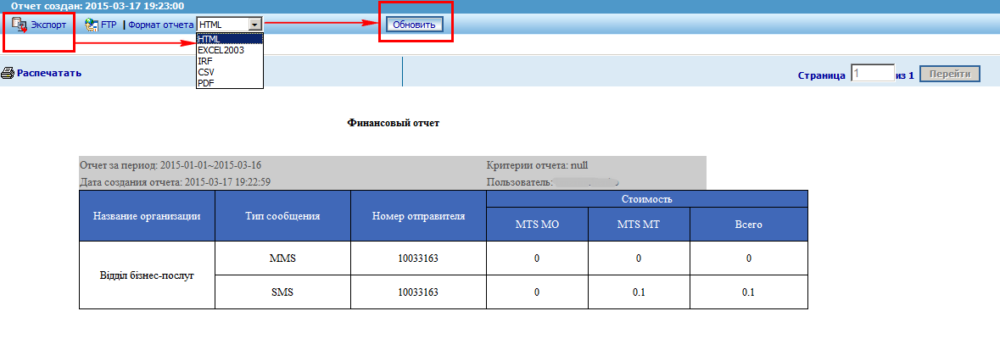 Отчет создан: 2015-03-17 19:23:00
Экспорт FTP | Формат отчета HTML Обновить
HTML
EXCEL2003
IRF
CSV
PDF
Распечатать Страница 1 из 1 Перейти
Финансовый отчет
Отчет за период: 2015-01-01~2015-03-16 Критерии отчета: null
Дата создания отчета: 2015-03-17 19:22:59 Пользователь:
Название организации Тип сообщения Номер отправителя Стоимость
MTS MO MTS MT Всего
Відділ бізнес-послуг MMS 10033163 0 0 0
SMS 10033163 0 0.1 0.1